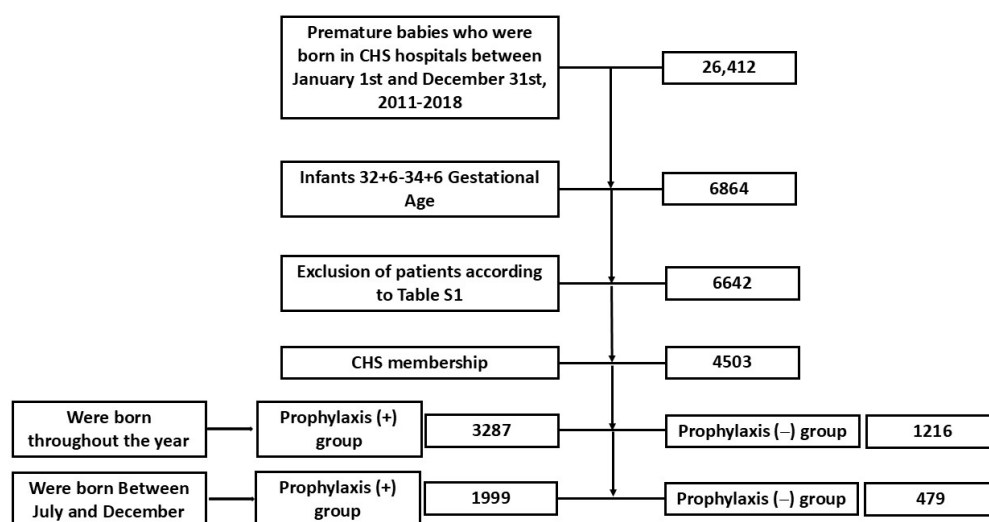 Premature babies who were
born in CHS hospitals between
January 1st and December 31st,
2011-2018
26,412
Infants 32+6-34+6 Gestational
Age
6864
Exclusion of patients according
to Table S1
6642
CHS membership
4503
Were born
throughout the year
Prophylaxis (+)
group
3287
Prophylaxis (−) group
1216
Were born Between
July and December
Prophylaxis (+)
group
1999
Prophylaxis (−) group
479